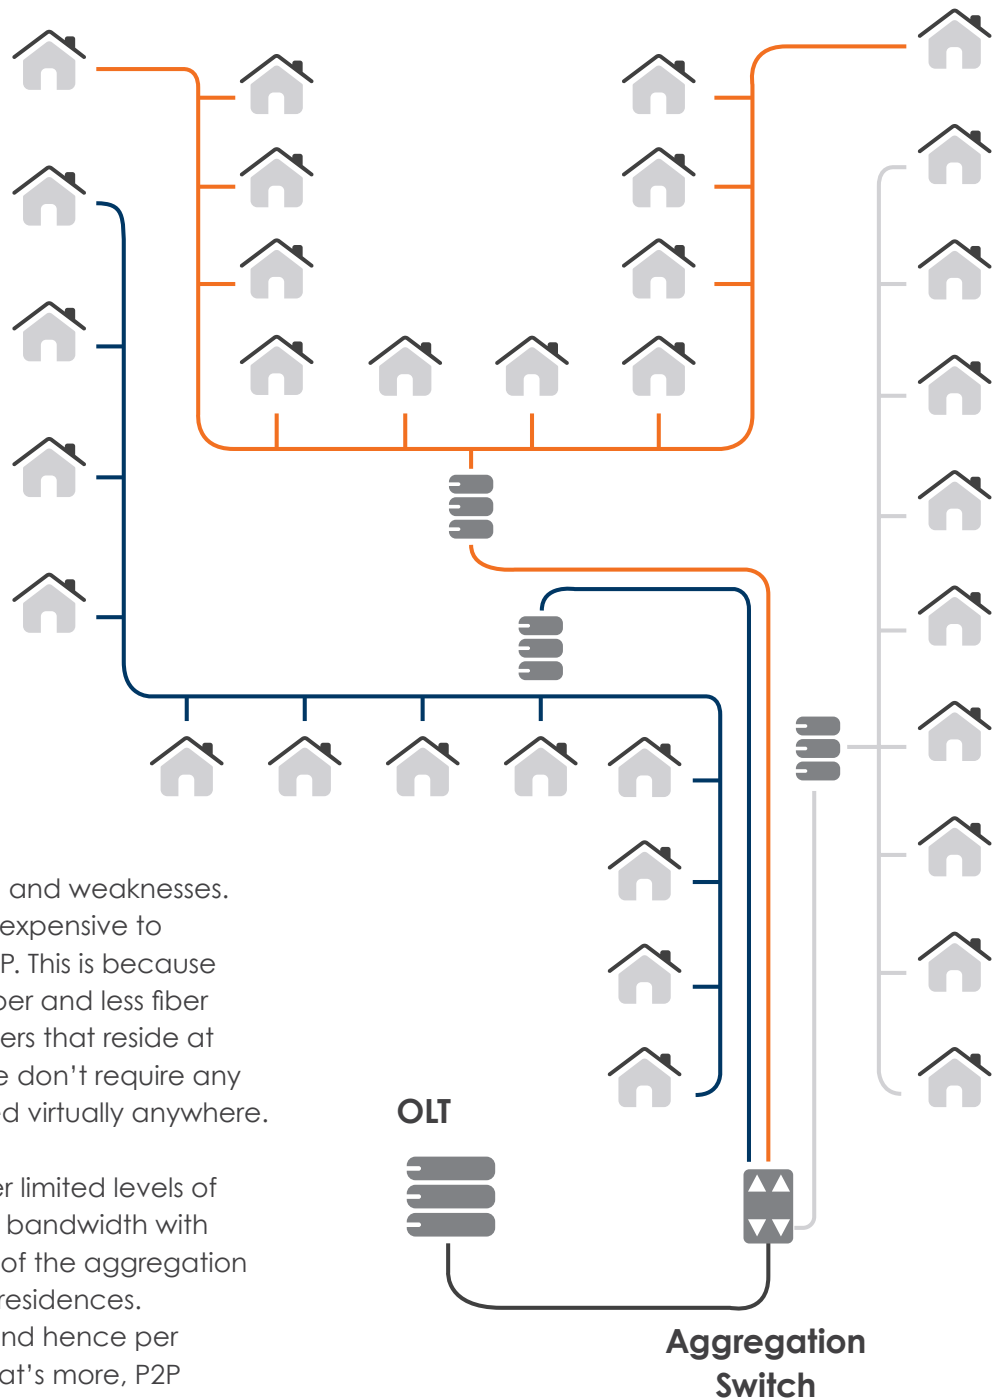 and weaknesses.
expensive to
P. This is because
ber and less fiber
ers that reside at
e don’t require any
ed virtually anywhere.
er limited levels of
bandwidth with
of the aggregation
residences.
nd hence per
at’s more, P2P
OLT
Aggregation
Switch